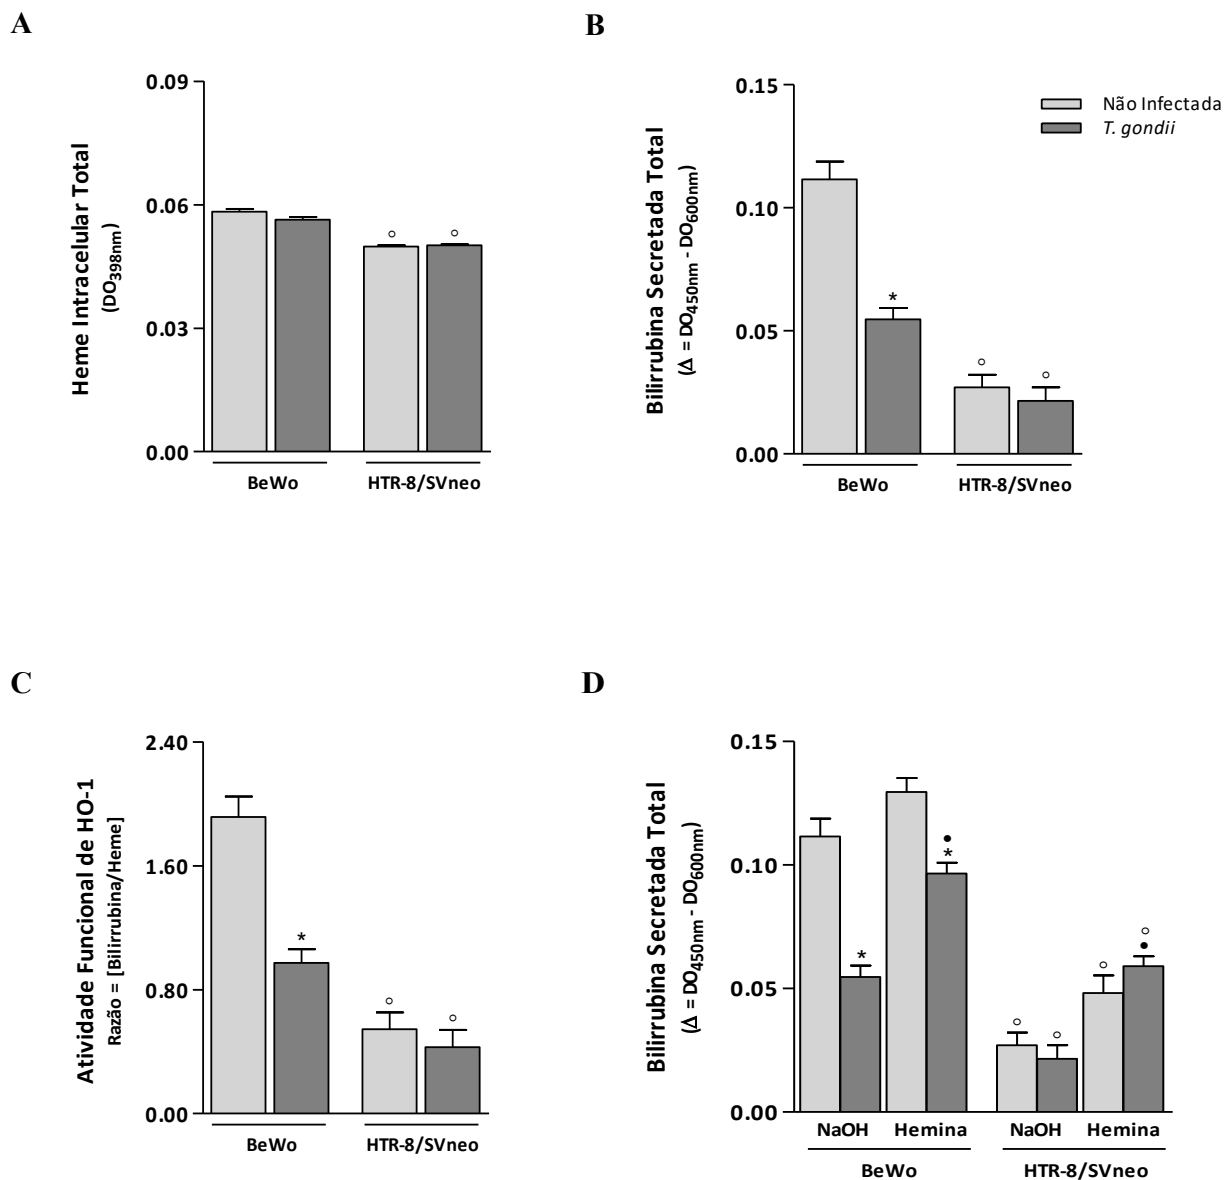 A
Heme Intracelular Total
(DO398nm)
0.09
0.06
0.03
0.00
○ ○
BeWo HTR-8/SVneo
B
Bilirrubina Secretada Total
(Δ = DO450nm - DO600nm)
0.15
0.10
0.05
0.00
Não Infectada
T. gondii
*
○ ○
BeWo HTR-8/SVneo
C
Atividade Funcional de HO-1
Razão = [Bilirrubina/Heme]
2.40
1.60
0.80
0.00
*
○ ○
BeWo HTR-8/SVneo
D
Bilirrubina Secretada Total
(Δ = DO450nm - DO600nm)
0.15
0.10
0.05
0.00
*
●
*
○ ○ ○
○
●
NaOH Hemina NaOH Hemina
BeWo HTR-8/SVneo